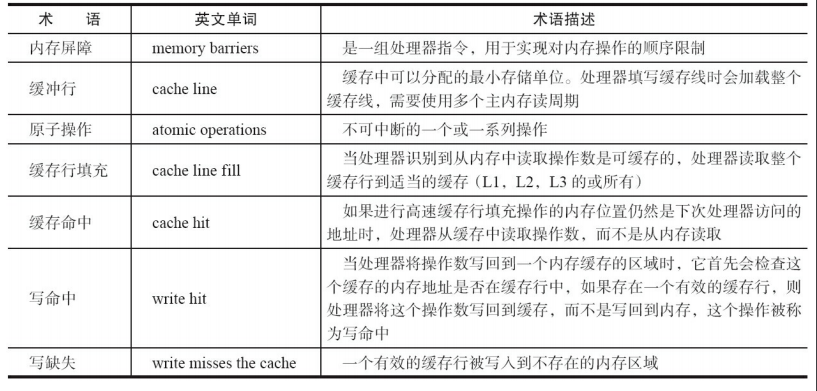 术 语 英文单词 术语描述
内存屏障 memory barriers 是一组处理器指令，用于实现对内存操作的顺序限制
缓冲行 cache line 缓存中可以分配的最小存储单位。处理器填写缓存线时会加载整个
缓存线，需要使用多个主内存读周期
原子操作 atomic operations 不可中断的一个或一系列操作
缓存行填充 cache line fill 当处理器识别到从内存中读取操作数是可缓存的，处理器读取整个
缓存行到适当的缓存（L1，L2，L3 的或所有）
缓存命中 cache hit 如果进行高速缓存行填充操作的内存位置仍然是下次处理器访问的
地址时，处理器从缓存中读取操作数，而不是从内存读取
写命中 write hit 当处理器将操作数写回到一个内存缓存的区域时，它首先会检查这
个缓存的内存地址是否在缓存行中，如果存在一个有效的缓存行，则
处理器将这个操作数写回到缓存，而不是写回到内存，这个操作被称
为写命中
写缺失 write misses the cache 一个有效的缓存行被写入到不存在的内存区域